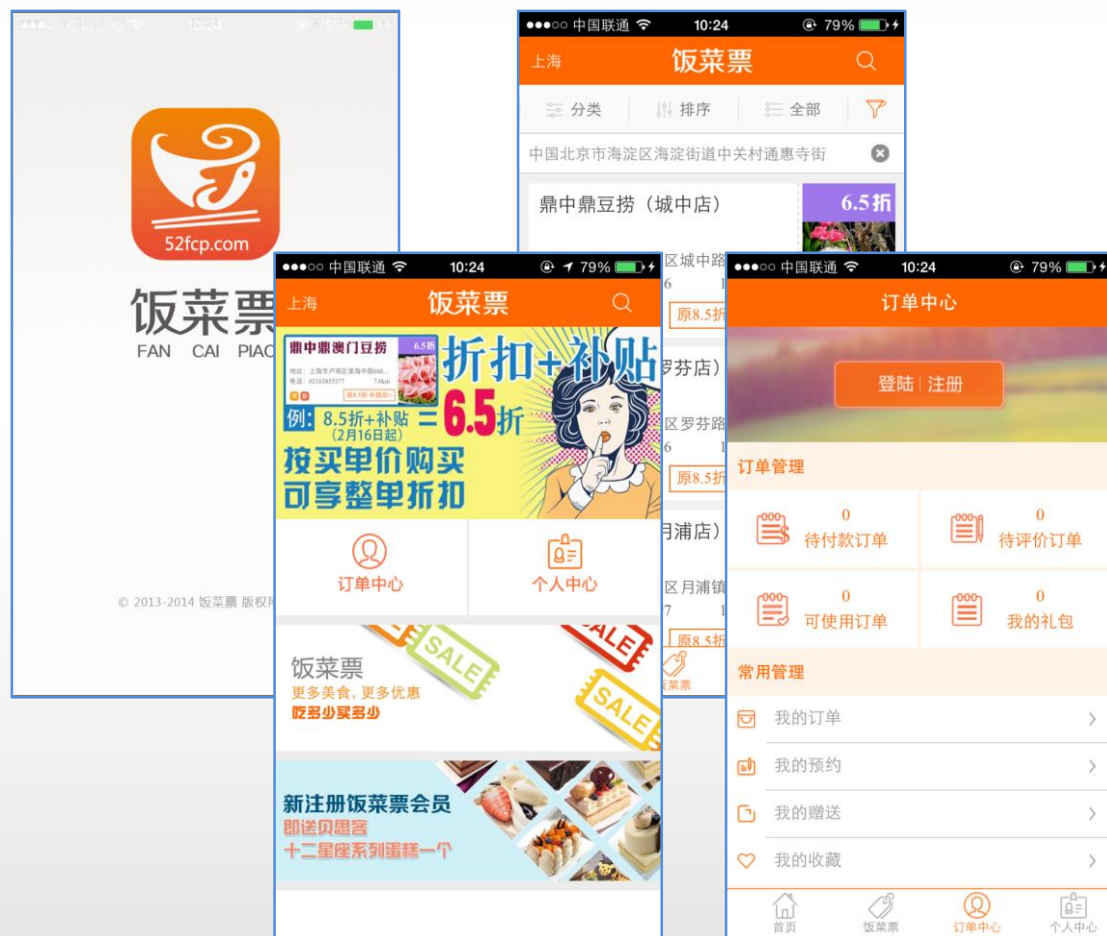 52fcp.com
饭菜票
FAN CAI PIAO
© 2013-2014 饭菜票 版权所
中国联通 10:24 79%
上海 饭菜票
分类 排序 全部
中国北京市海淀区海淀街道中关村通惠寺街
鼎中鼎豆捞（城中店） 6.5折
区城中路
原8.5折
罗芬店）
区罗芬路
原8.5折
月浦店）
区月浦镇
原8.5折
中国联通 10:24 79%
上海 饭菜票
鼎中鼎澳门豆捞 6.5折
7.6km
折扣+补贴
例: 8.5折+补贴 = 6.5折
(2月16日起)
按买单价购买
可享整单折扣
订单中心 个人中心
饭菜票
更多美食, 更多优惠
吃多少买多少
SALE
SALE
SALE
新注册饭菜票会员
即送贝思客
十二星座系列蛋糕一个
中国联通 10:24 79%
订单中心
登陆 | 注册
订单管理
0 0
待付款订单 待评价订单
0 0
可使用订单 我的礼包
常用管理
我的订单
我的预约
我的赠送
我的收藏
首页 饭菜票 订单中心 个人中心